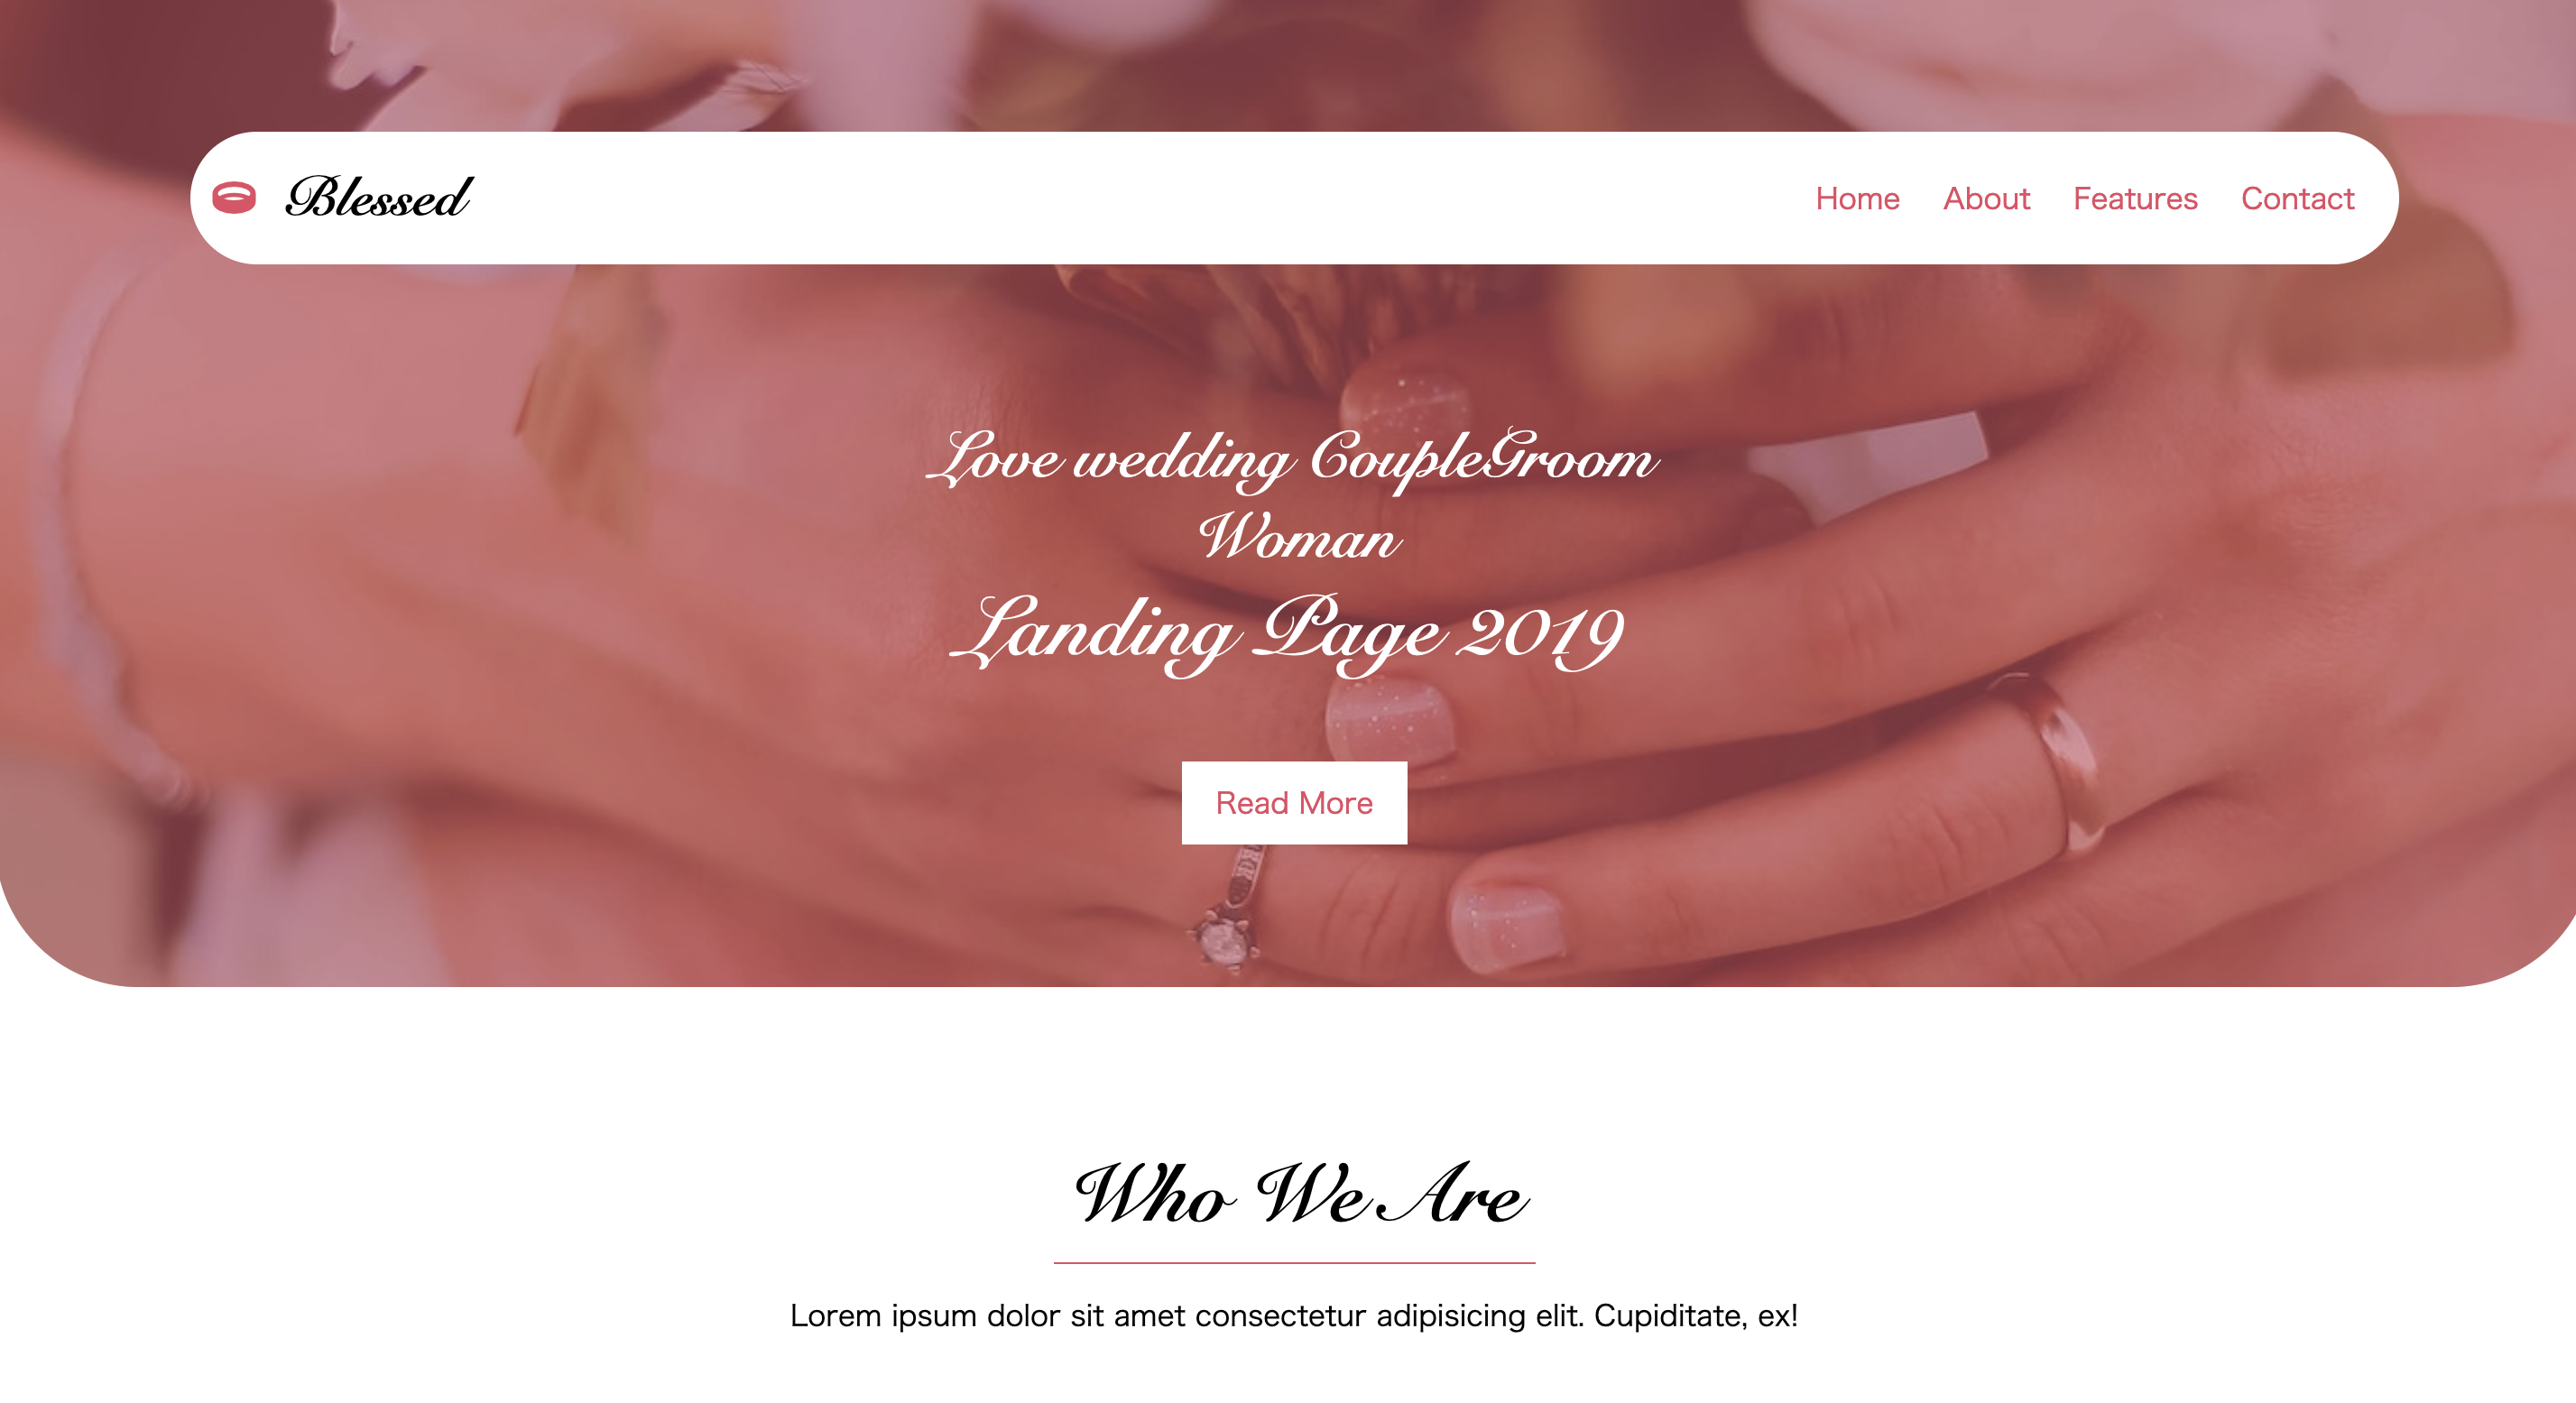 Blessed
Home About Features Contact
Love wedding CoupleGroom
Woman
Landing Page 2019
Read More
Who We Are
Lorem ipsum dolor sit amet consectetur adipisicing elit. Cupiditate, ex!